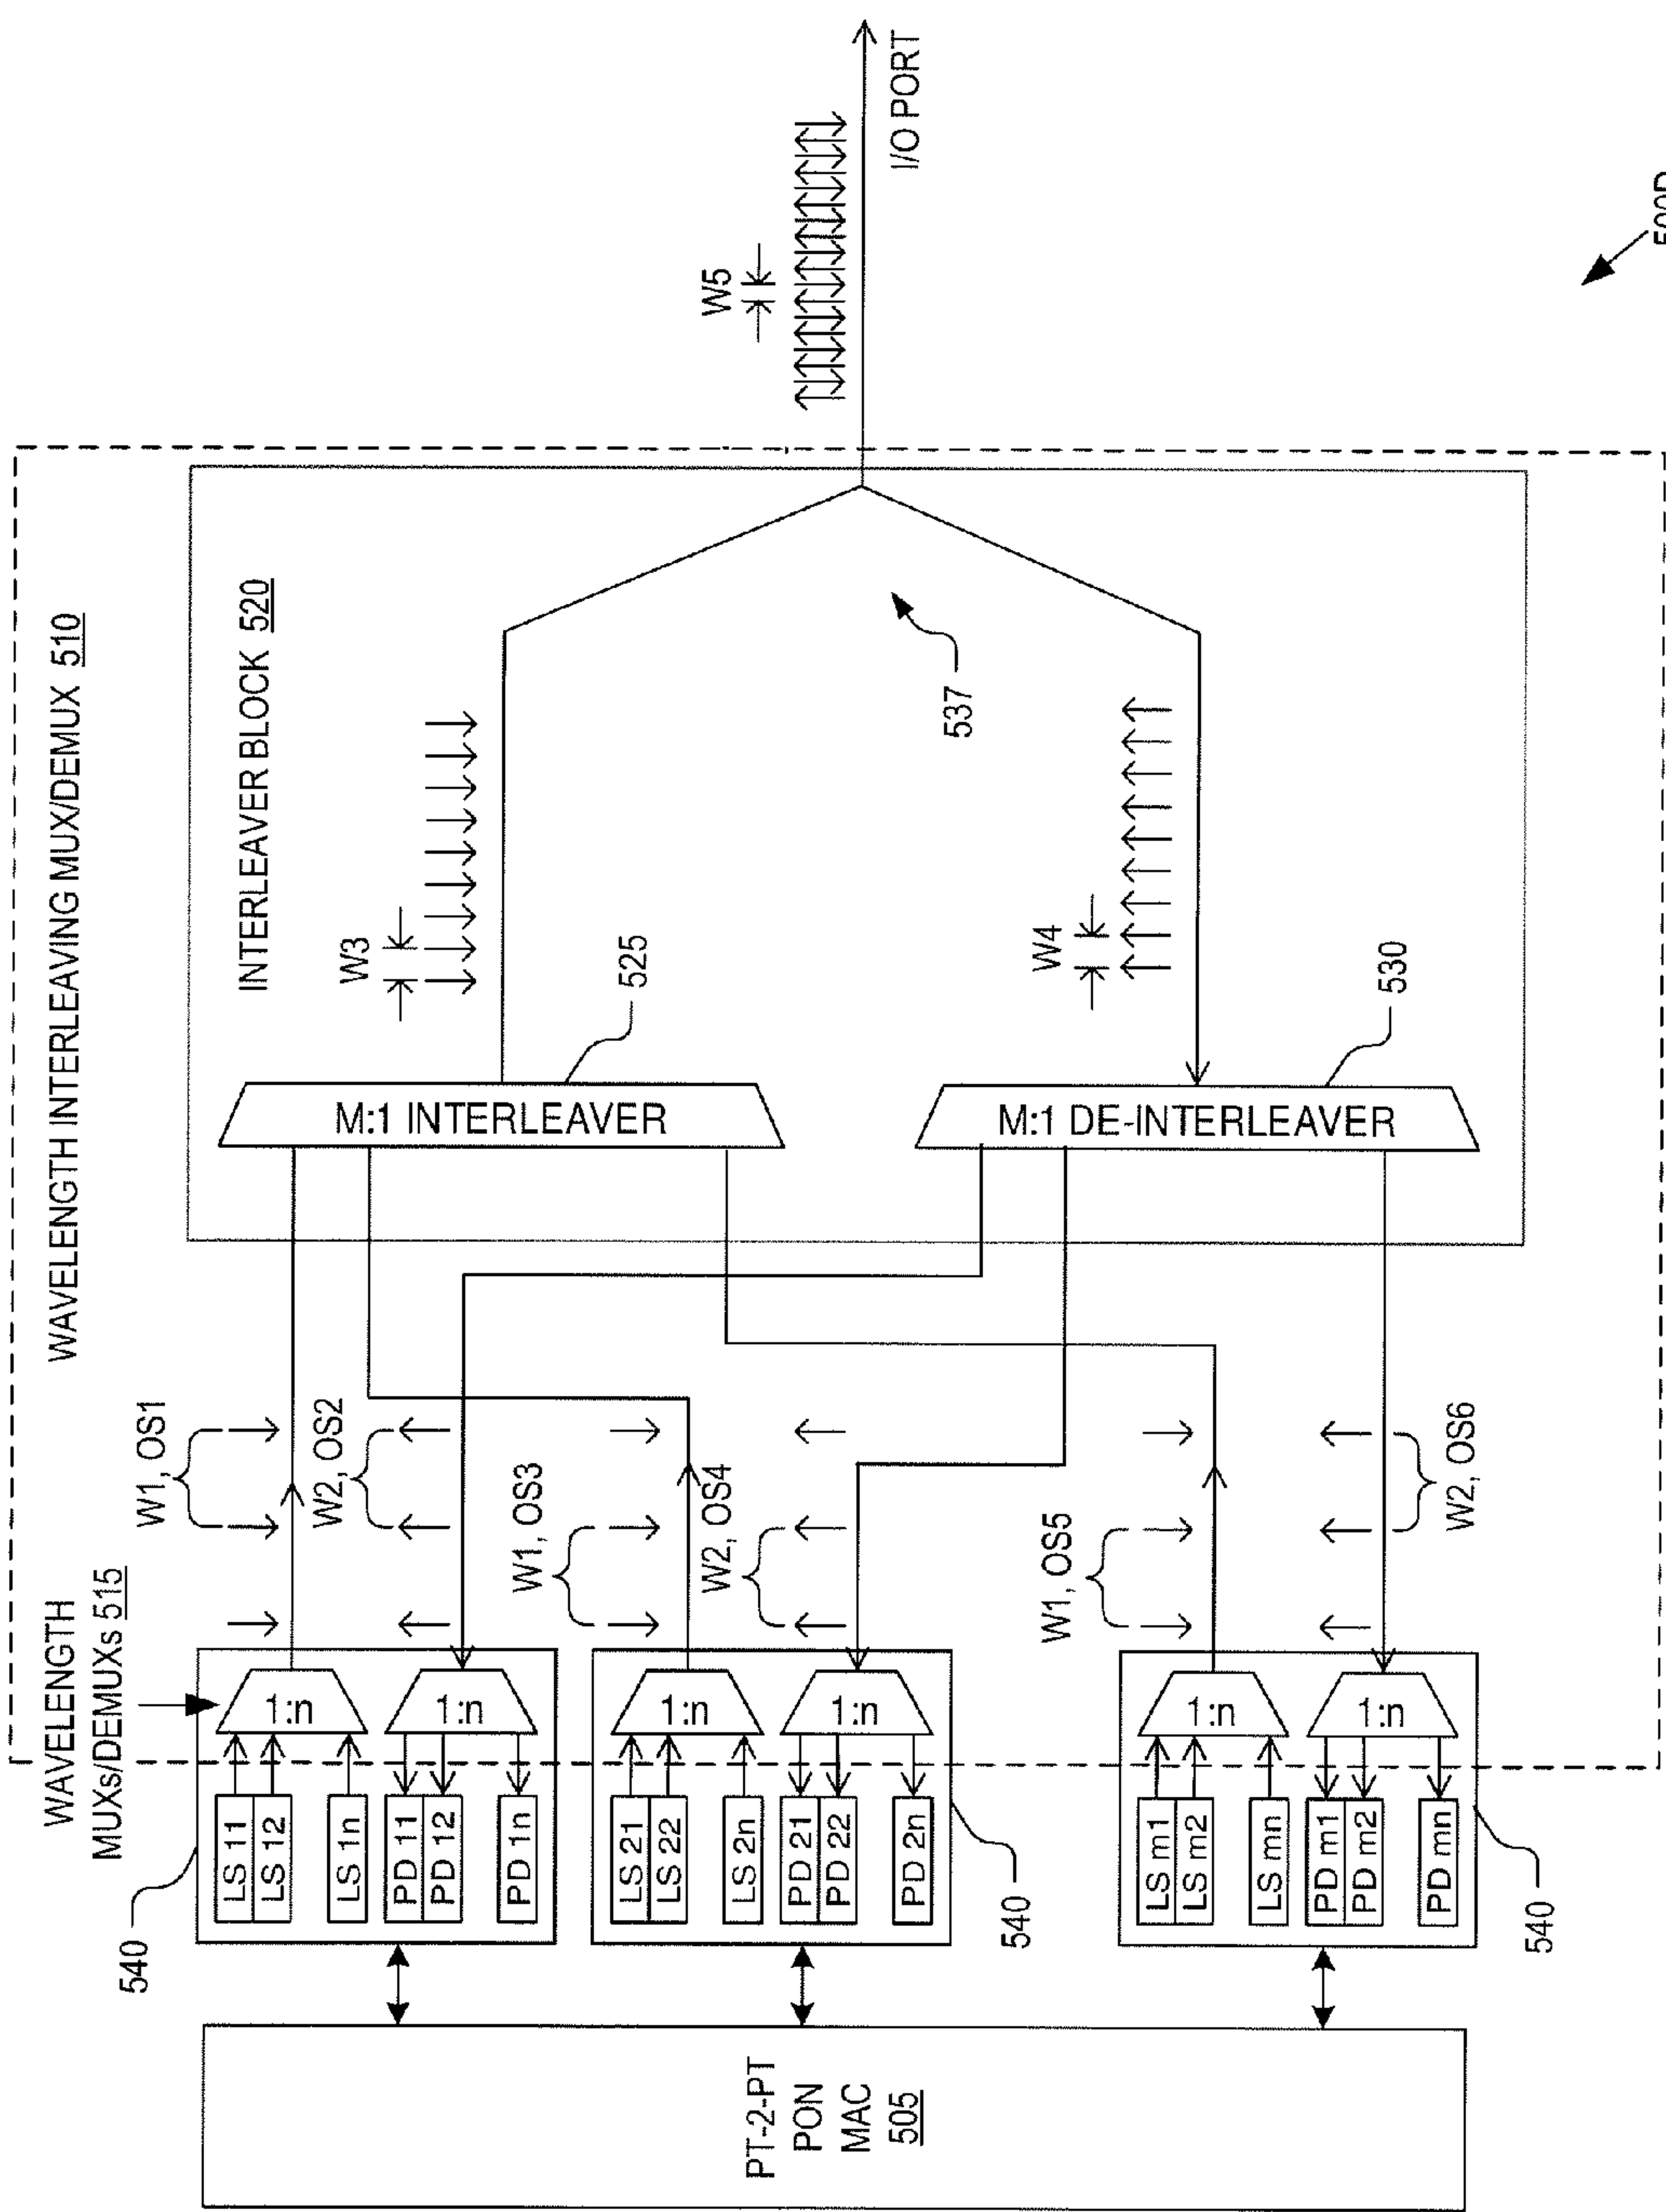 WAVELENGTH INTERLEAVING MUX/DEMUX 510
WAVELENGTH
MUXs/DEMUXs 515
540
LS 11
LS 12
LS 1n
PD 11
PD 12
PD 1n
1:n
1:n
W1, OS1
W2, OS2
LS 21
LS 22
LS 2n
PD 21
PD 22
PD 2n
1:n
1:n
540
W1, OS3
W2, OS4
LS m1
LS m2
LS mn
PD m1
PD m2
PD mn
1:n
1:n
540
W1, OS5
W2, OS6
PT-2-PT
PON
MAC
505
INTERLEAVER BLOCK 520
M:1 INTERLEAVER
525
W3
M:1 DE-INTERLEAVER
530
W4
537
W5
I/O PORT